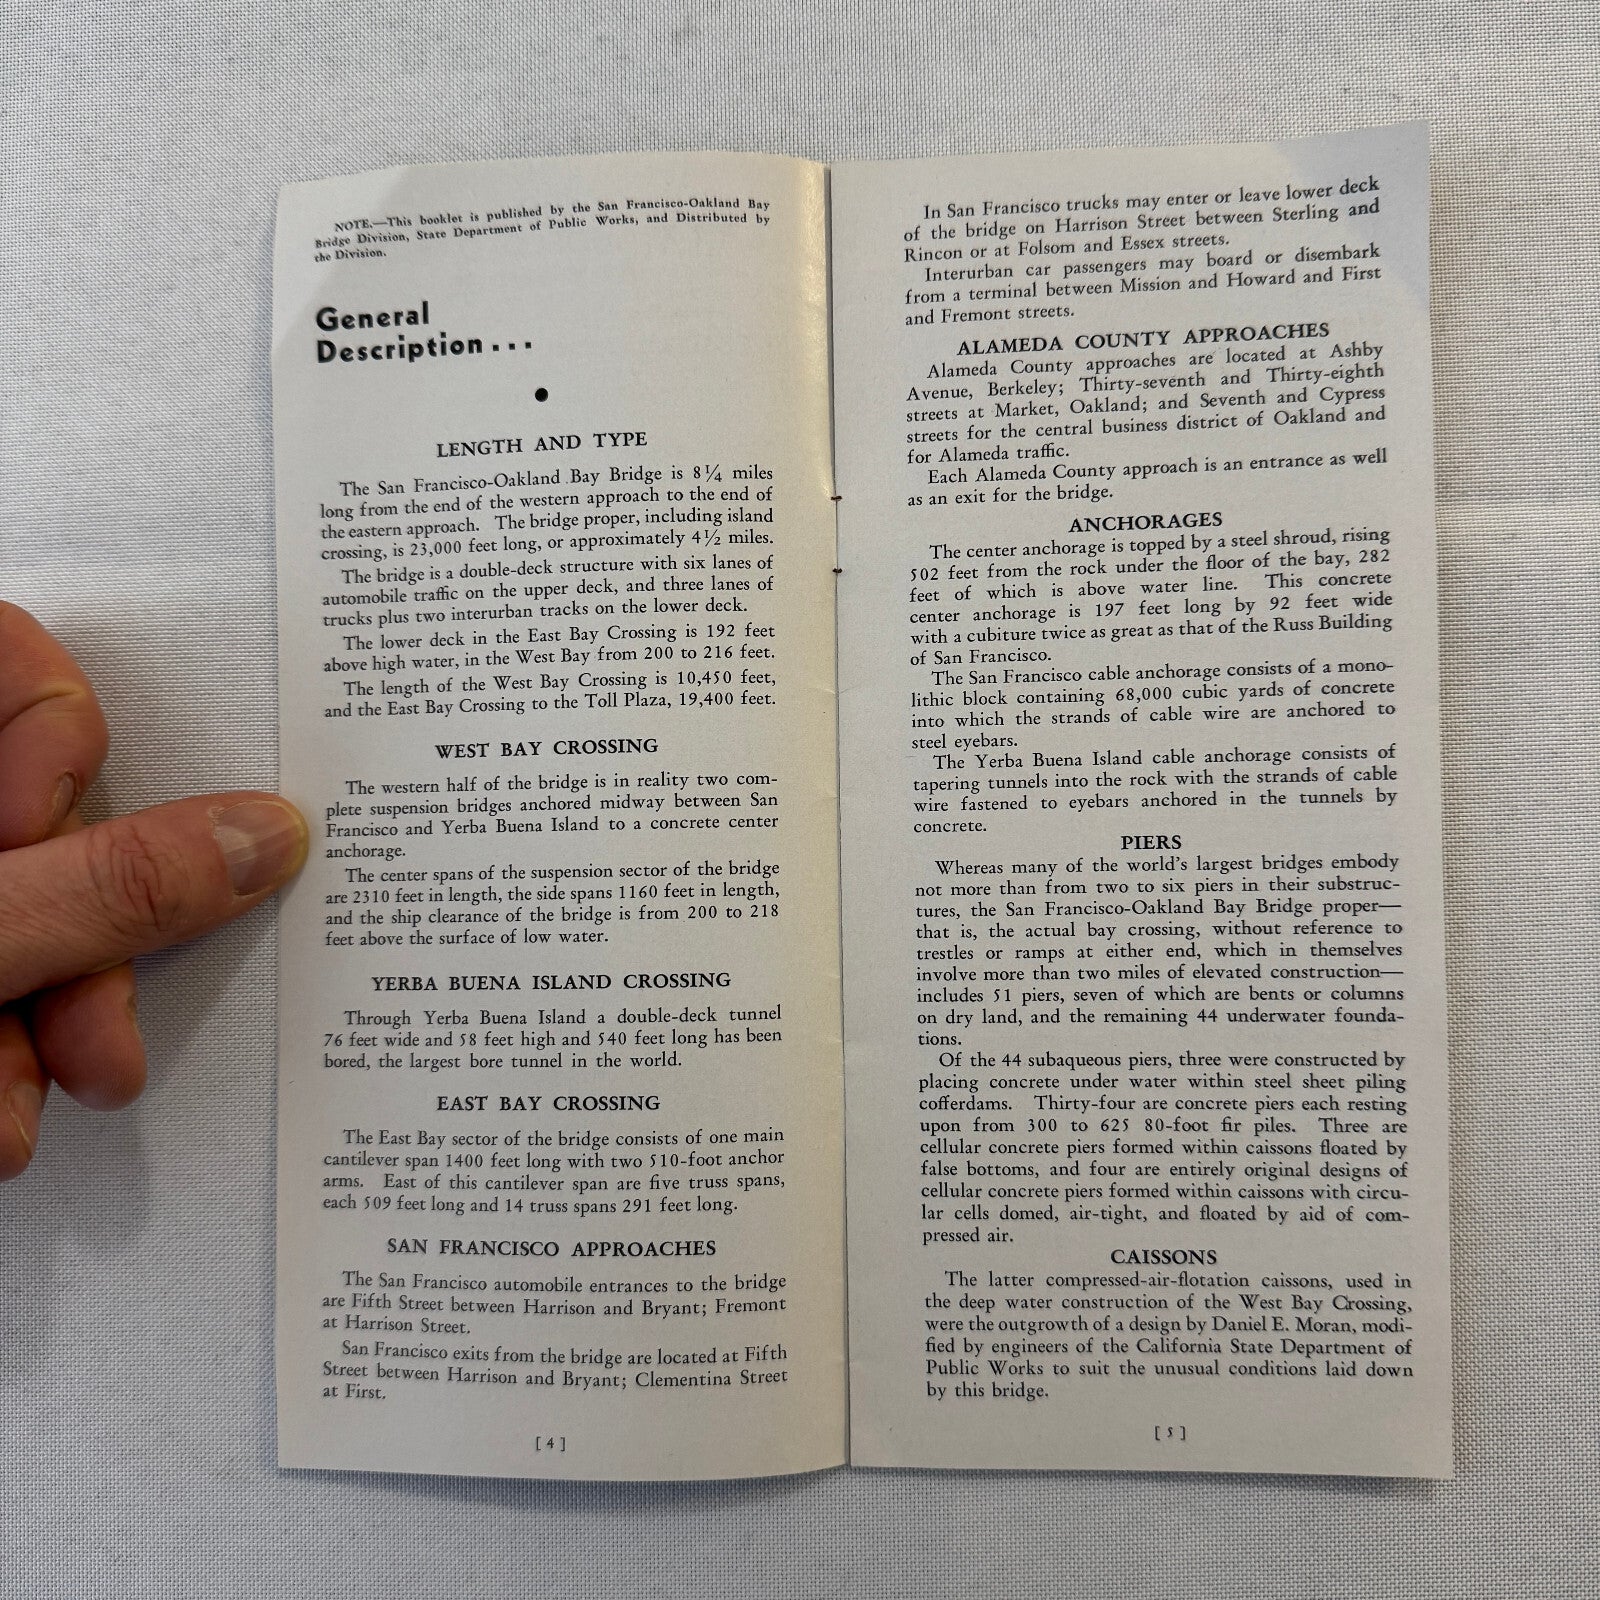 NOTE.—This booklet is published by the San Francisco-Oakland Bay
Bridge Division, State Department of Public Works, and Distributed by
the Division.
General
Description . . .
●
LENGTH AND TYPE
The San Francisco-Oakland Bay Bridge is 8¼ miles
long from the end of the western approach to the end of
the eastern approach. The bridge proper, including island
crossing, is 23,000 feet long, or approximately 4½ miles.
The bridge is a double-deck structure with six lanes of
automobile traffic on the upper deck, and three lanes of
trucks plus two interurban tracks on the lower deck.
The lower deck in the East Bay Crossing is 192 feet
above high water, in the West Bay from 200 to 216 feet.
The length of the West Bay Crossing is 10,450 feet,
and the East Bay Crossing to the Toll Plaza, 19,400 feet.
WEST BAY CROSSING
The western half of the bridge is in reality two com-
plete suspension bridges anchored midway between San
Francisco and Yerba Buena Island to a concrete center
anchorage.
The center spans of the suspension sector of the bridge
are 2310 feet in length, the side spans 1160 feet in length,
and the ship clearance of the bridge is from 200 to 218
feet above the surface of low water.
YERBA BUENA ISLAND CROSSING
Through Yerba Buena Island a double-deck tunnel
76 feet wide and 58 feet high and 540 feet long has been
bored, the largest bore tunnel in the world.
EAST BAY CROSSING
The East Bay sector of the bridge consists of one main
cantilever span 1400 feet long with two 510-foot anchor
arms. East of this cantilever span are five truss spans,
each 509 feet long and 14 truss spans 291 feet long.
SAN FRANCISCO APPROACHES
The San Francisco automobile entrances to the bridge
are Fifth Street between Harrison and Bryant; Fremont
at Harrison Street.
San Francisco exits from the bridge are located at Fifth
Street between Harrison and Bryant; Clementina Street
at First.
[ 4 ]
In San Francisco trucks may enter or leave lower deck
of the bridge on Harrison Street between Sterling and
Rincon or at Folsom and Essex streets.
Interurban car passengers may board or disembark
from a terminal between Mission and Howard and First
and Fremont streets.
ALAMEDA COUNTY APPROACHES
Alameda County approaches are located at Ashby
Avenue, Berkeley; Thirty-seventh and Thirty-eighth
streets at Market, Oakland; and Seventh and Cypress
streets for the central business district of Oakland and
for Alameda traffic.
Each Alameda County approach is an entrance as well
as an exit for the bridge.
ANCHORAGES
The center anchorage is topped by a steel shroud, rising
502 feet from the rock under the floor of the bay, 282
feet of which is above water line. This concrete
center anchorage is 197 feet long by 92 feet wide
with a cubiture twice as great as that of the Russ Building
of San Francisco.
The San Francisco cable anchorage consists of a mono-
lithic block containing 68,000 cubic yards of concrete
into which the strands of cable wire are anchored to
steel eyebars.
The Yerba Buena Island cable anchorage consists of
tapering tunnels into the rock with the strands of cable
wire fastened to eyebars anchored in the tunnels by
concrete.
PIERS
Whereas many of the world's largest bridges embody
not more than from two to six piers in their substruc-
tures, the San Francisco-Oakland Bay Bridge proper—
that is, the actual bay crossing, without reference to
trestles or ramps at either end, which in themselves
involve more than two miles of elevated construction—
includes 51 piers, seven of which are bents or columns
on dry land, and the remaining 44 underwater founda-
tions.
Of the 44 subaqueous piers, three were constructed by
placing concrete under water within steel sheet piling
cofferdams. Thirty-four are concrete piers each resting
upon from 300 to 625 80-foot fir piles. Three are
cellular concrete piers formed within caissons floated by
false bottoms, and four are entirely original designs of
cellular concrete piers formed within caissons with circu-
lar cells domed, air-tight, and floated by aid of com-
pressed air.
CAISSONS
The latter compressed-air-flotation caissons, used in
the deep water construction of the West Bay Crossing,
were the outgrowth of a design by Daniel E. Moran, modi-
fied by engineers of the California State Department of
Public Works to suit the unusual conditions laid down
by this bridge.
[ 5 ]